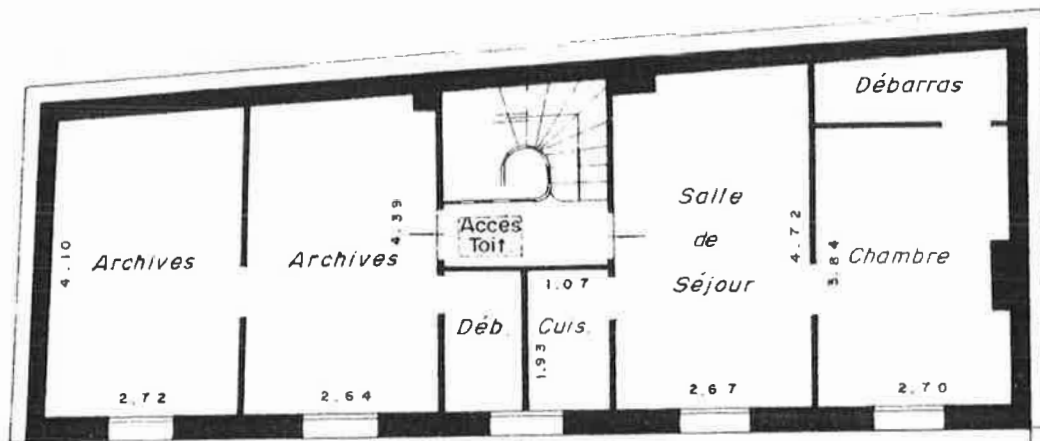 Débarras
Salle
de
Séjour
4.72
3.84
Chambre
4.39
Accès
Toit
4.10
Archives
Archives
1.07
Déb.
Cuis.
1.93
2.72
2.64
2.67
2.70